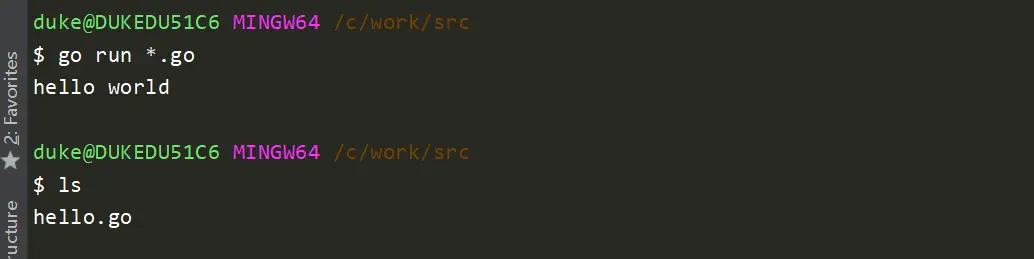 duke@DUKEDU51C6 MINGW64 /c/work/src
$ go run *.go
hello world
duke@DUKEDU51C6 MINGW64 /c/work/src
$ ls
hello.go
2: Favorites
ructure